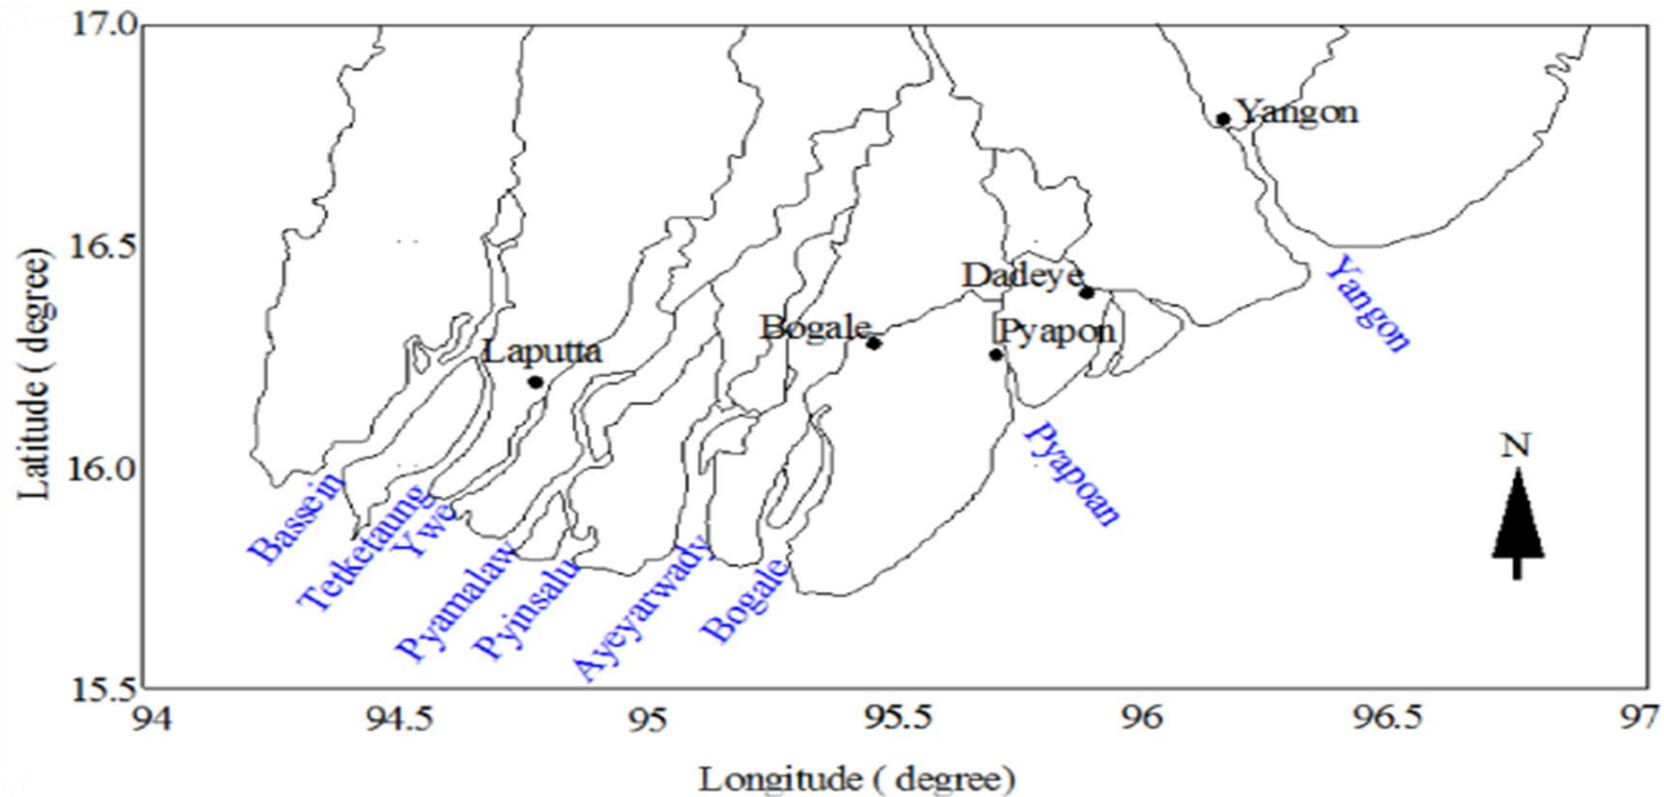 17.0
Yangon
16.5
Dadeye
Yangon
Bogale
Pyapon
Laputta
Latitude ( degree)
16.0
N
Pyapoan
Bassein
Tetketaung
Ywe
Pyamalaw
Pyinsalu
Ayeyarwady
Bogale
15.5
94 94.5 95 95.5 96 96.5 97
Longitude ( degree)